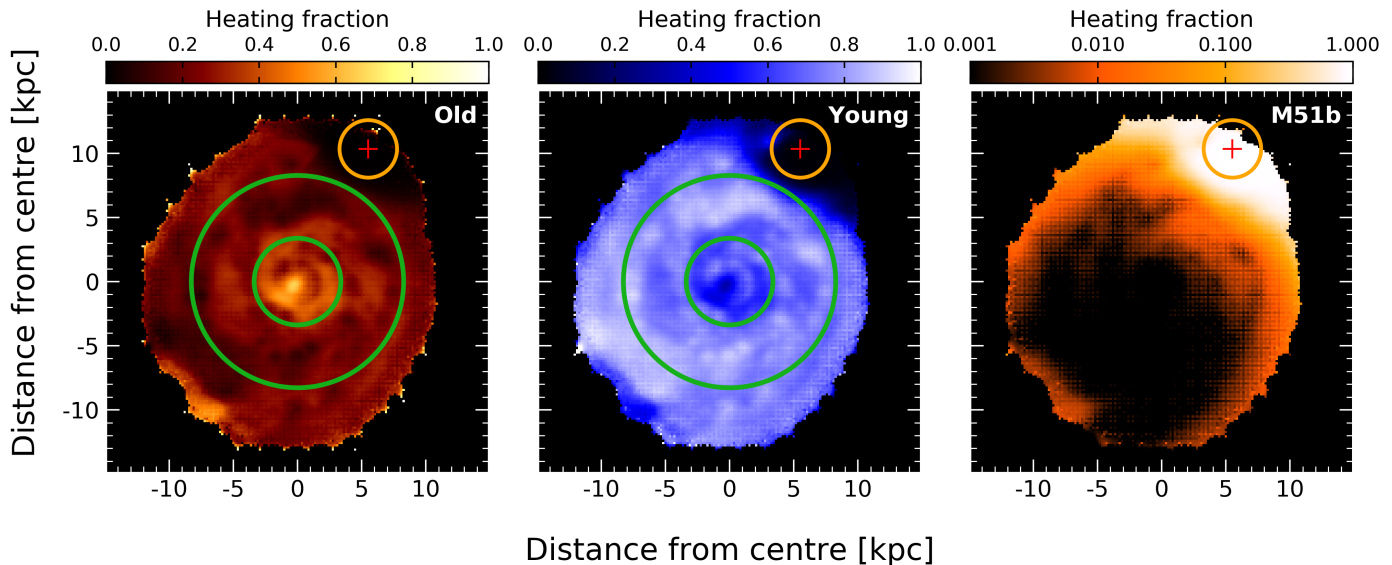 Heating fraction Heating fraction Heating fraction
0.0 0.2 0.4 0.6 0.8 1.0 0.0 0.2 0.4 0.6 0.8 1.0 0.001 0.010 0.100 1.000
Old Young M51b
Distance from centre [kpc]
10
5
0
-5
-10
-10 -5 0 5 10 -10 -5 0 5 10 -10 -5 0 5 10
Distance from centre [kpc]